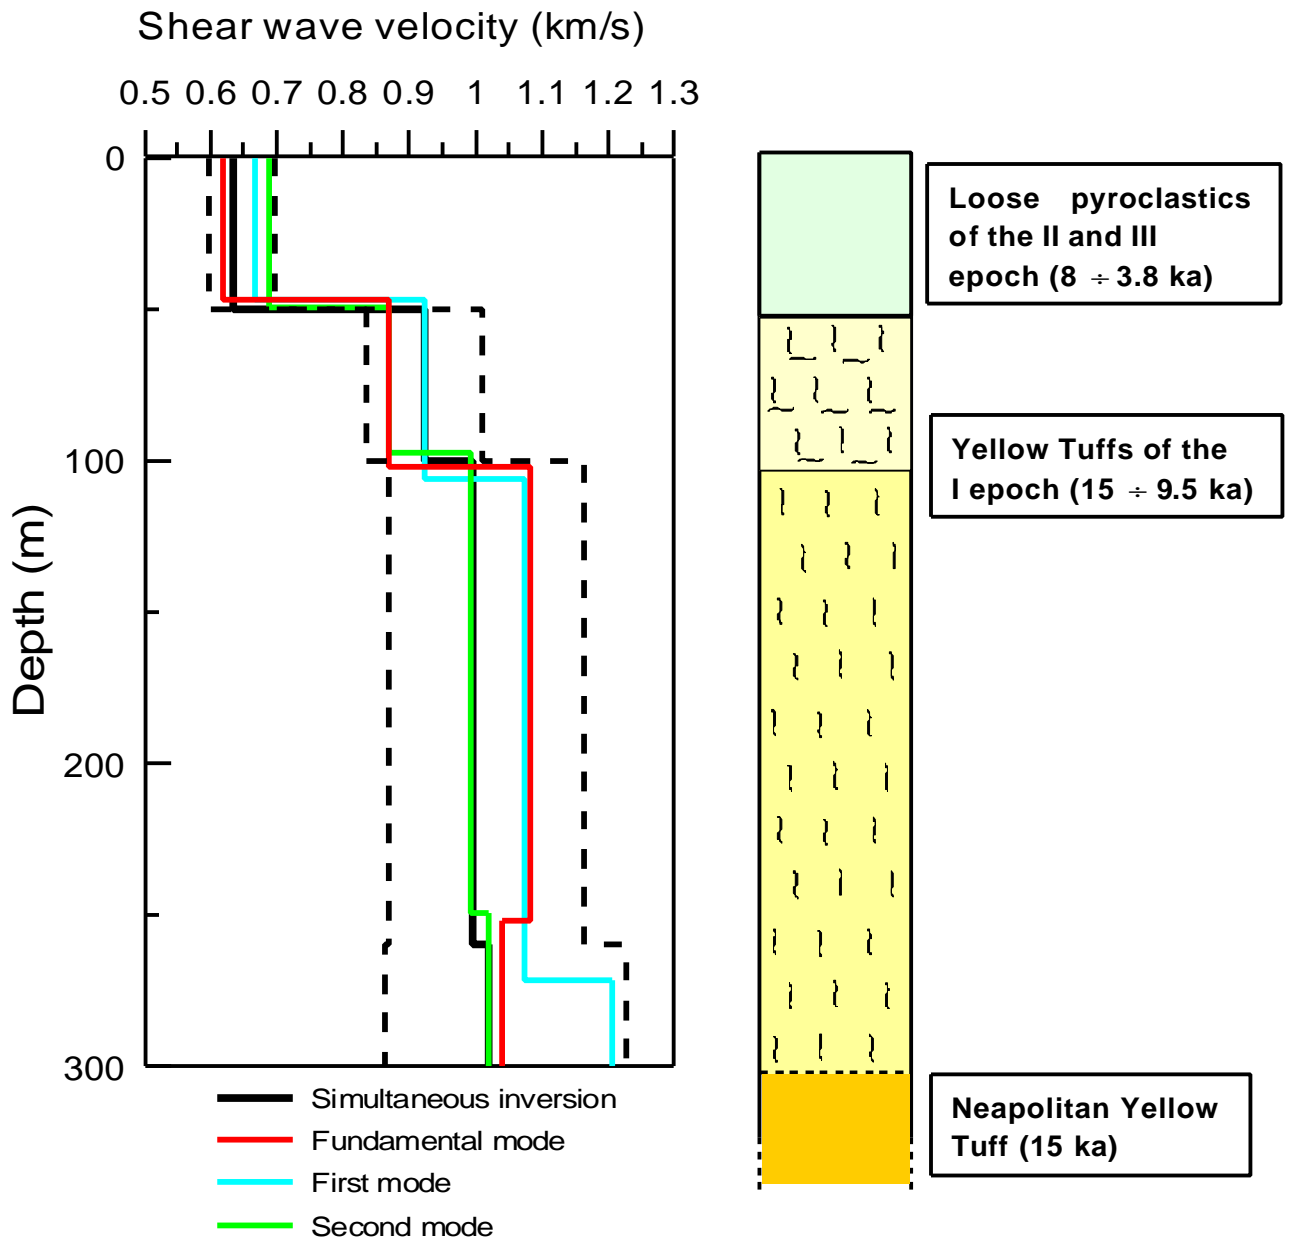 Shear wave velocity (km/s)
0.5 0.6 0.7 0.8 0.9 1 1.1 1.2 1.3
0
100
200
300
Depth (m)
Simultaneous inversion
Fundamental mode
First mode
Second mode
Loose pyroclastics
of the II and III
epoch (8 ÷ 3.8 ka)
Yellow Tuffs of the
I epoch (15 ÷ 9.5 ka)
Neapolitan Yellow
Tuff (15 ka)